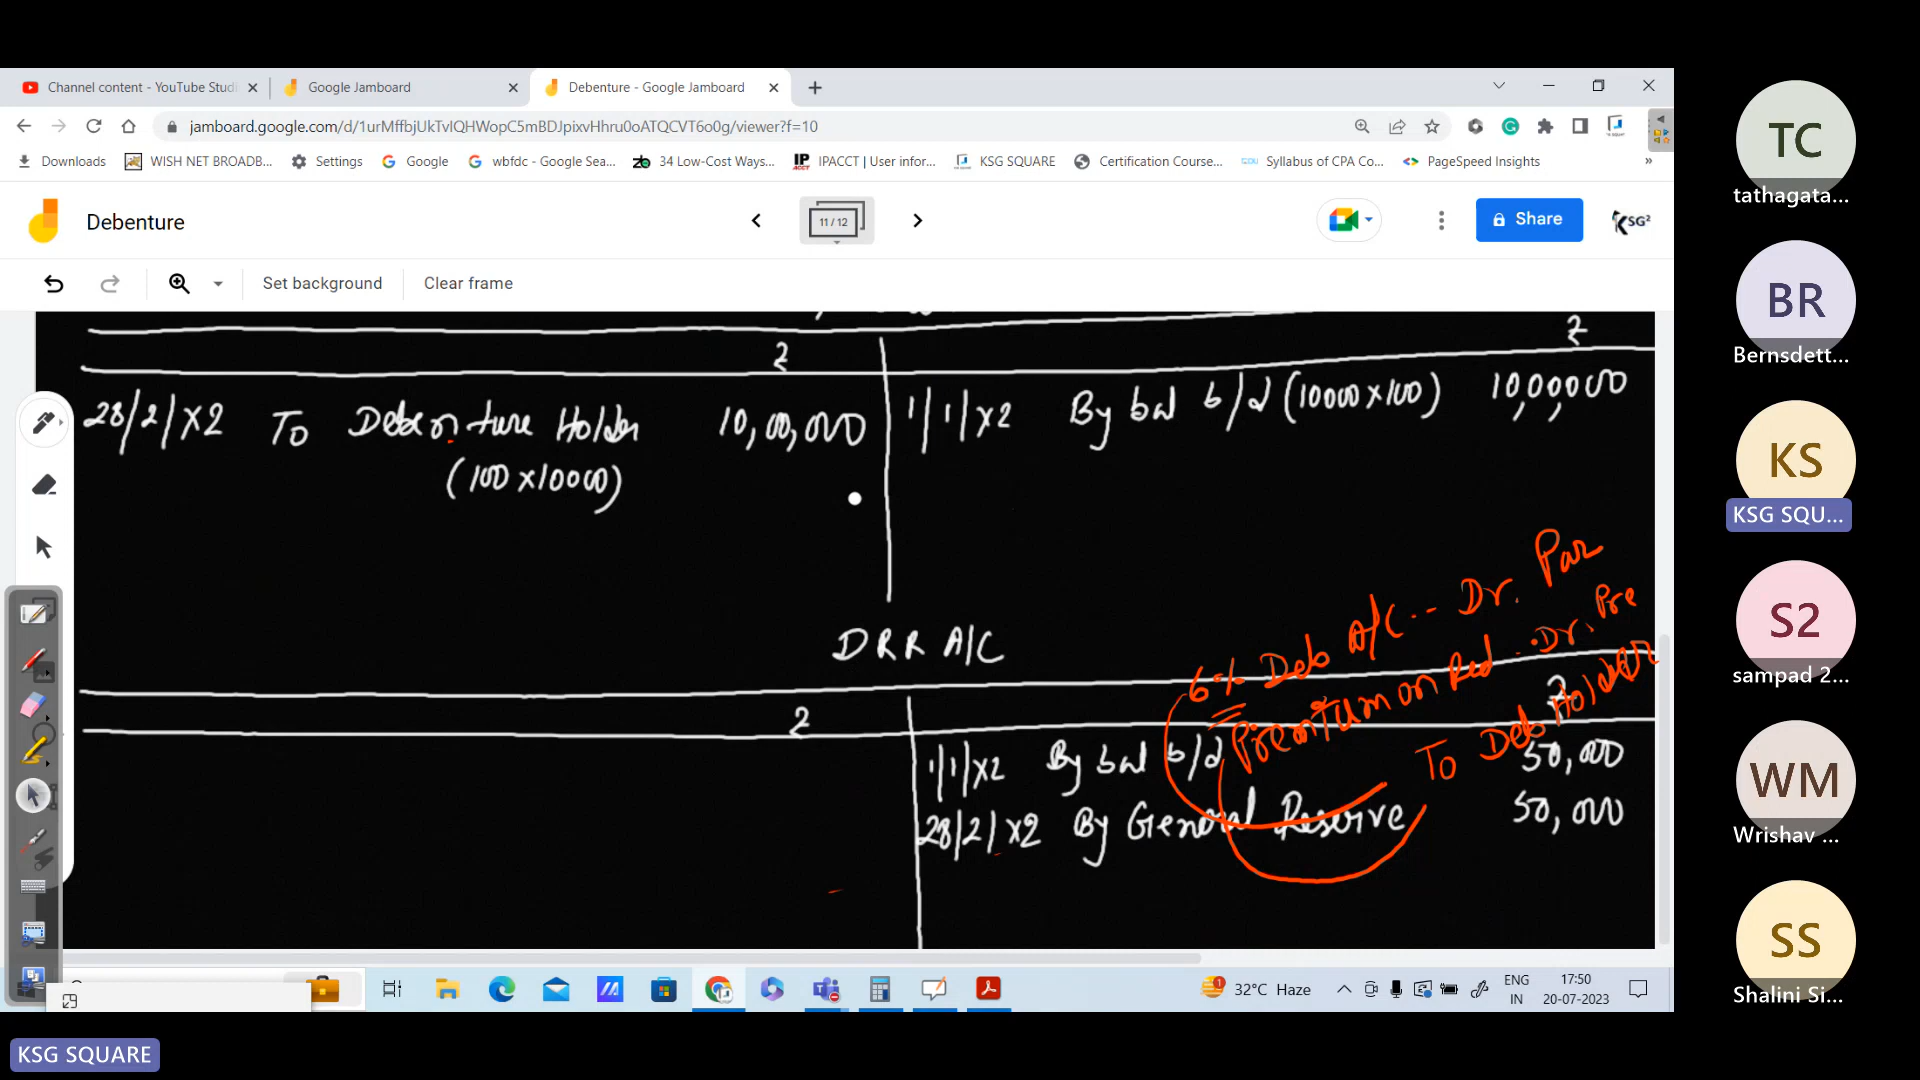 Channel content - YouTube Studi
Google Jamboard
Debenture - Google Jamboard
jamboard.google.com/d/1urMffbjUkTvIQHWopC5mBDJpixvHhru0oATQCVT6o0g/viewer?f=10
Downloads
WISH NET BROADB...
Settings
Google
wbfdc - Google Sea...
34 Low-Cost Ways...
IPACCT | User infor...
KSG SQUARE
Certification Course...
Syllabus of CPA Co...
PageSpeed Insights
»
Debenture
11 / 12
Share
KSG²
Set background
Clear frame
₹
₹
28/2/X2 To Debenture Holder 10,00,000
(100 X 10000)
1/1/X2 By bal b/d (10000 x 100) 10,00,000
DRR A/C
₹
1/1/X2 By bal b/d 50,000
28/2/X2 By General Reserve 50,000
6% Deb A/C -- Dr. Par
Premium on Red -- Dr. Pre
To Deb Holder
32°C Haze
ENG
IN
17:50
20-07-2023
TC
tathagata...
BR
Bernsdett...
KS
KSG SQU...
S2
sampad 2...
WM
Wrishav ...
SS
Shalini Si...
KSG SQUARE